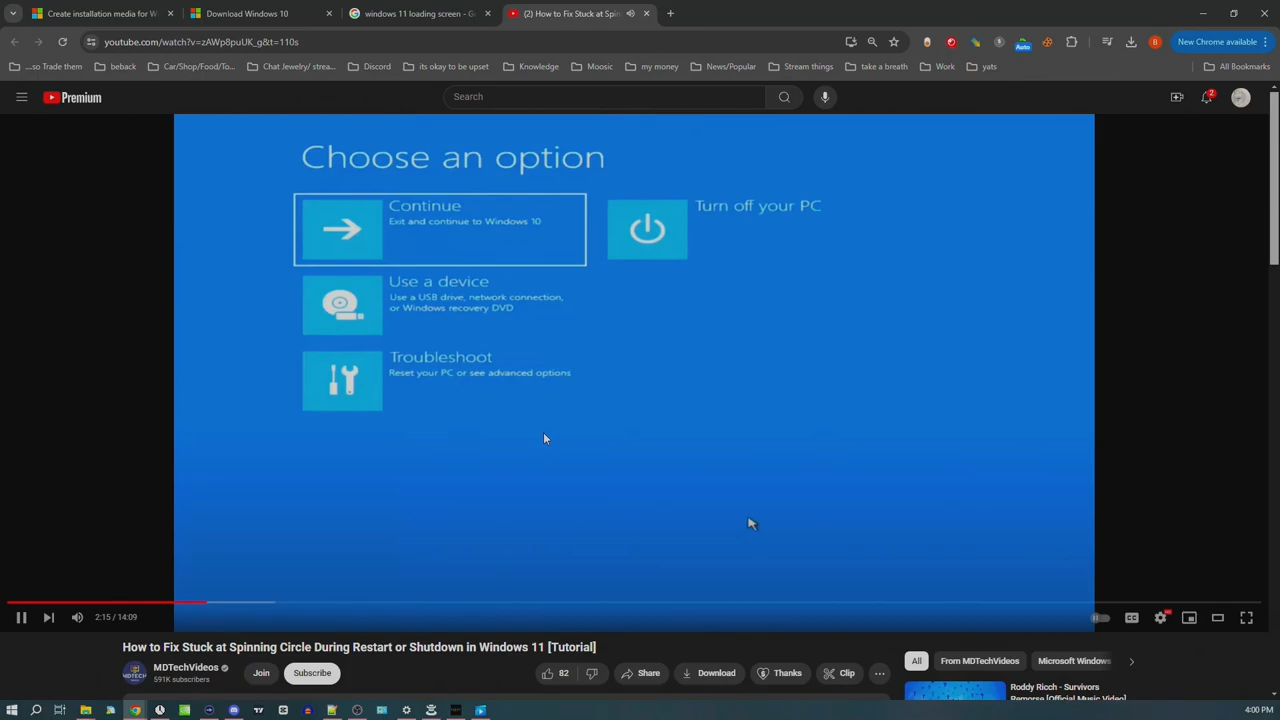 Create installation media for W
Download Windows 10
windows 11 loading screen - G
(2) How to Fix Stuck at Spin
youtube.com/watch?v=zAWp8puUK_g&t=110s
Auto
B
New Chrome available
...so Trade them
beback
Car/Shop/Food/To...
Chat Jewelry/ strea...
Discord
its okay to be upset
Knowledge
Moosic
my money
News/Popular
Stream things
take a breath
Work
yats
All Bookmarks
Premium
Search
2
Choose an option
Continue
Exit and continue to Windows 10
Turn off your PC
Use a device
Use a USB drive, network connection,
or Windows recovery DVD
Troubleshoot
Reset your PC or see advanced options
2:15 / 14:09
How to Fix Stuck at Spinning Circle During Restart or Shutdown in Windows 11 [Tutorial]
MDTechVideos
591K subscribers
Join
Subscribe
82
Share
Download
Thanks
Clip
All
From MDTechVideos
Microsoft Windows
Roddy Ricch - Survivors
Remorse [Official Music Video]
4:00 PM